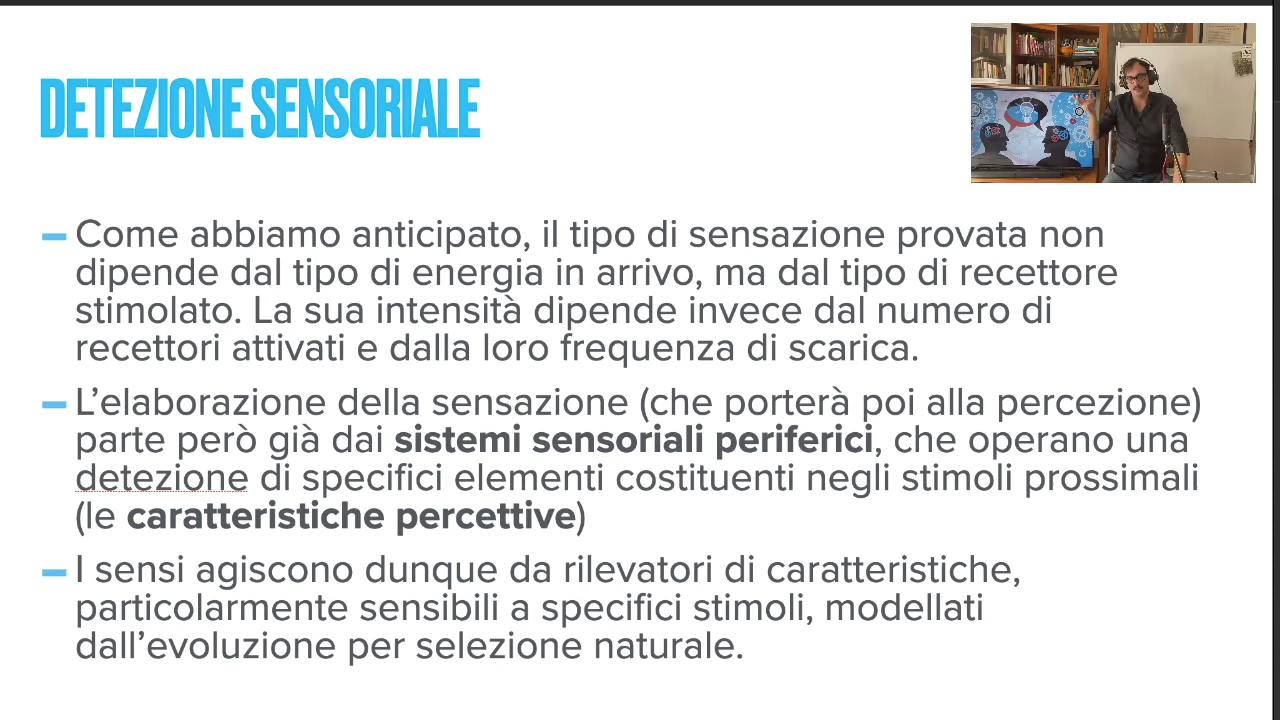 DETEZIONE SENSORIALE
Come abbiamo anticipato, il tipo di sensazione provata non
dipende dal tipo di energia in arrivo, ma dal tipo di recettore
stimolato. La sua intensità dipende invece dal numero di
recettori attivati e dalla loro frequenza di scarica.
L’elaborazione della sensazione (che porterà poi alla percezione)
parte però già dai sistemi sensoriali periferici, che operano una
detezione di specifici elementi costituenti negli stimoli prossimali
(le caratteristiche percettive)
I sensi agiscono dunque da rilevatori di caratteristiche,
particolarmente sensibili a specifici stimoli, modellati
dall’evoluzione per selezione naturale.